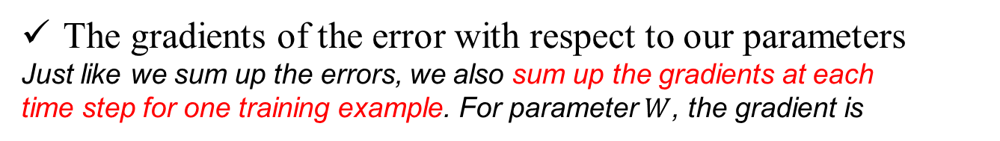 ✓ The gradients of the error with respect to our parameters
Just like we sum up the errors, we also sum up the gradients at each
time step for one training example. For parameter W, the gradient is